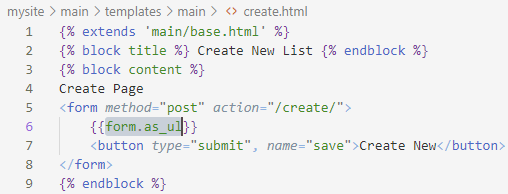 mysite > main > templates > main > <> create.html
1 {% extends 'main/base.html' %}
2 {% block title %} Create New List {% endblock %}
3 {% block content %}
4 Create Page
5 <form method="post" action="/create/">
6 {{form.as_ul}}
7 <button type="submit", name="save">Create New</button>
8 </form>
9 {% endblock %}